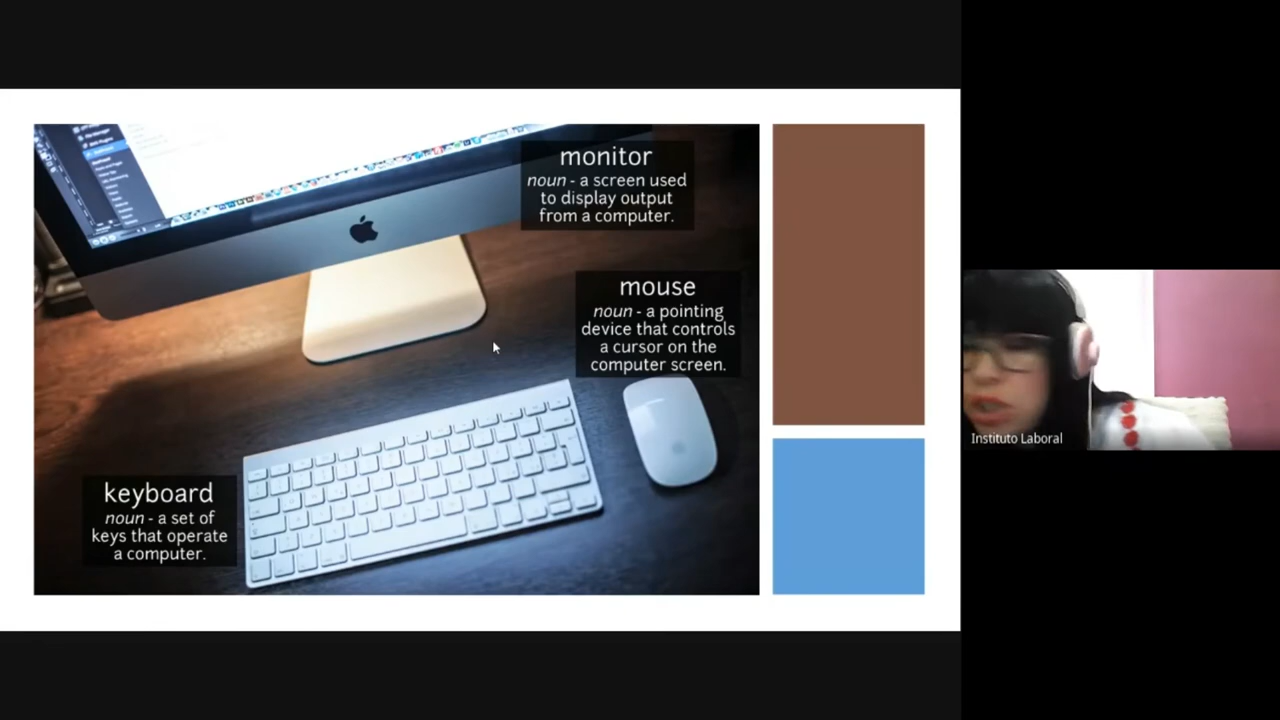 monitor
noun - a screen used
to display output
from a computer.
mouse
noun - a pointing
device that controls
a cursor on the
computer screen.
keyboard
noun - a set of
keys that operate
a computer.
Instituto Laboral